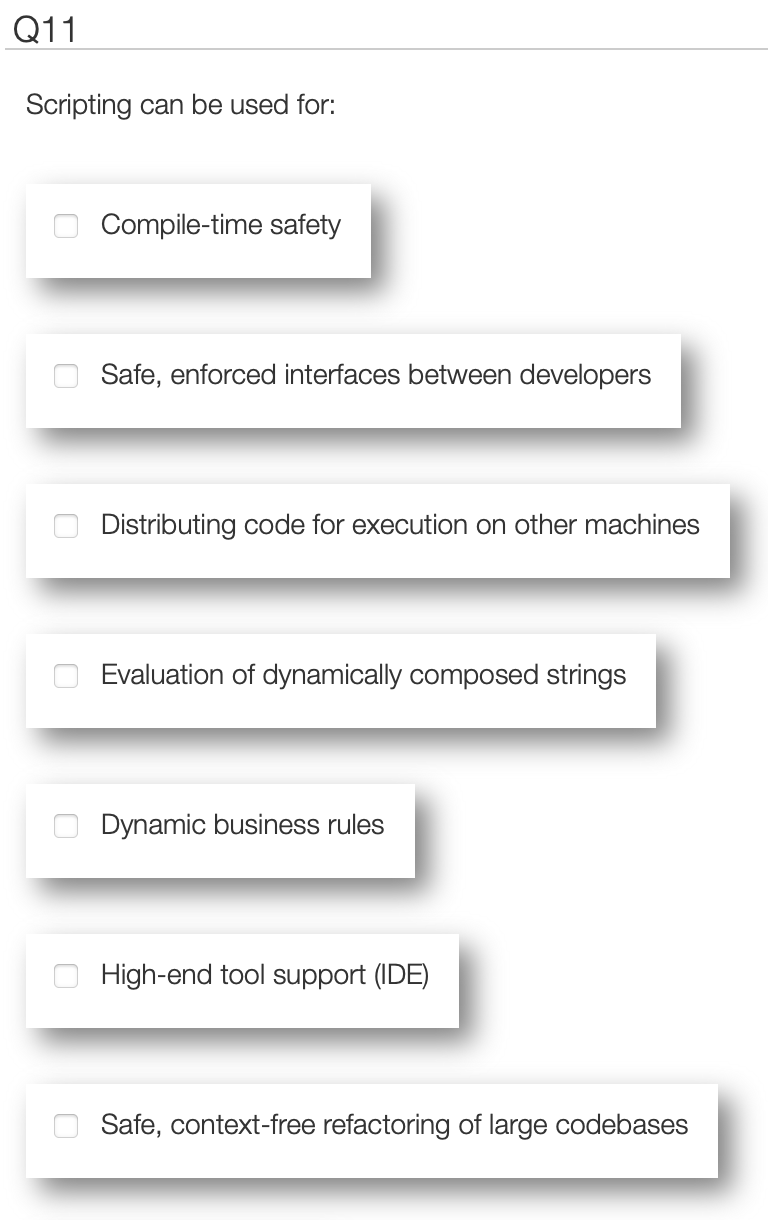 Q11
Scripting can be used for:
Compile-time safety
Safe, enforced interfaces between developers
Distributing code for execution on other machines
Evaluation of dynamically composed strings
Dynamic business rules
High-end tool support (IDE)
Safe, context-free refactoring of large codebases